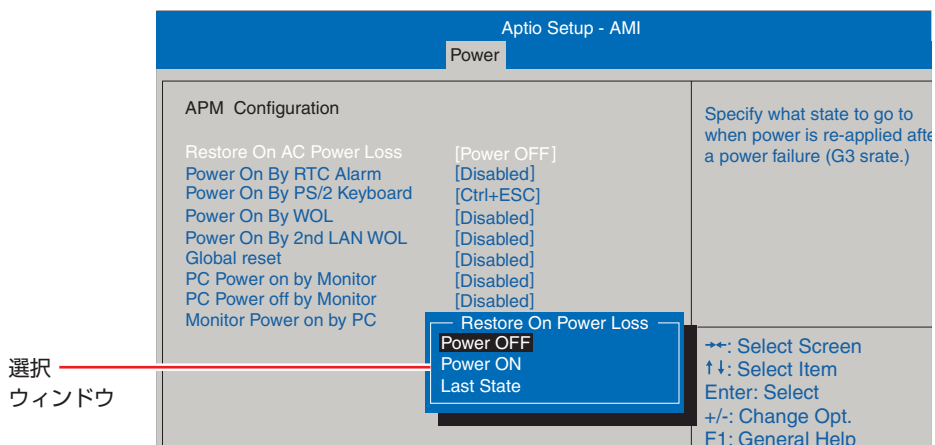 Aptio Setup - AMI
Power
APM Configuration
Restore On AC Power Loss [Power OFF]
Power On By RTC Alarm [Disabled]
Power On By PS/2 Keyboard [Ctrl+ESC]
Power On By WOL [Disabled]
Power On By 2nd LAN WOL [Disabled]
Global reset [Disabled]
PC Power on by Monitor [Disabled]
PC Power off by Monitor [Disabled]
Monitor Power on by PC
Restore On Power Loss
Power OFF
Power ON
Last State
Specify what state to go to
when power is re-applied afte
a power failure (G3 srate.)
→←: Select Screen
↑↓: Select Item
Enter: Select
+/-: Change Opt.
F1: General Help
選択
ウィンドウ